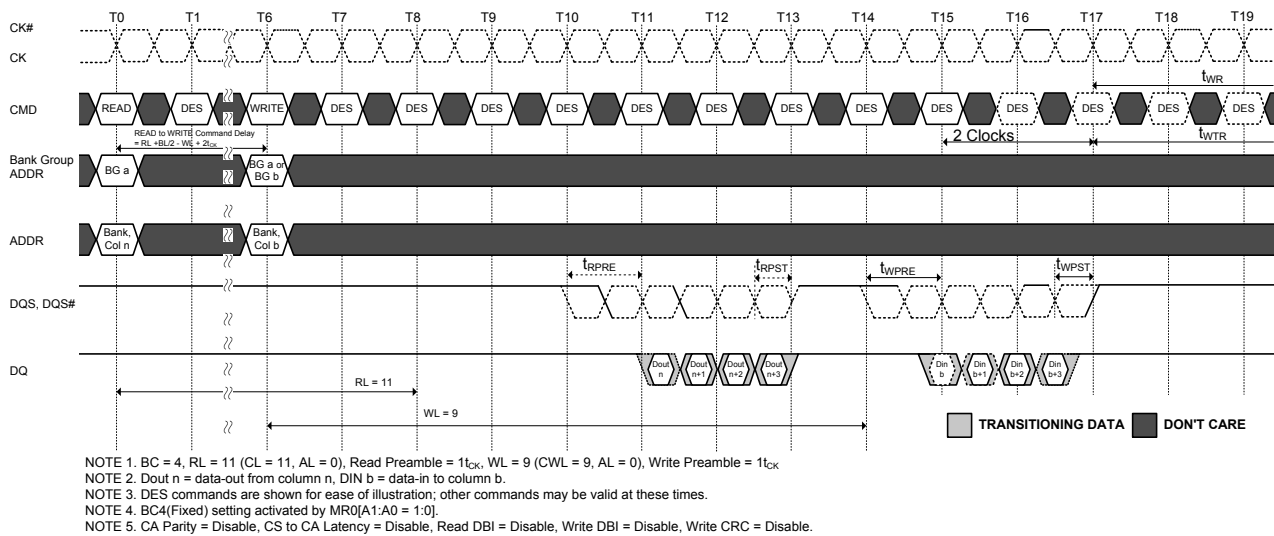 T0 T1 T6 T7 T8 T9 T10 T11 T12 T13 T14 T15 T16 T17 T18 T19
CK#
CK
tWR
CMD READ DES WRITE DES DES DES DES DES DES DES DES DES DES DES DES DES
READ to WRITE Command Delay
= RL +BL/2 - WL + 2tCK
2 Clocks
tWTR
Bank Group
ADDR
BG a
BG a or
BG b
ADDR
Bank,
Col n
Bank,
Col b
tRPRE tRPST tWPRE tWPST
DQS, DQS#
DQ
Dout
n
Dout
n+1
Dout
n+2
Dout
n+3
Din
b
Din
b+1
Din
b+2
Din
b+3
RL = 11
WL = 9
TRANSITIONING DATA DON'T CARE
NOTE 1. BC = 4, RL = 11 (CL = 11, AL = 0), Read Preamble = 1tCK, WL = 9 (CWL = 9, AL = 0), Write Preamble = 1tCK
NOTE 2. Dout n = data-out from column n, DIN b = data-in to column b.
NOTE 3. DES commands are shown for ease of illustration; other commands may be valid at these times.
NOTE 4. BC4(Fixed) setting activated by MR0[A1:A0 = 1:0].
NOTE 5. CA Parity = Disable, CS to CA Latency = Disable, Read DBI = Disable, Write DBI = Disable, Write CRC = Disable.